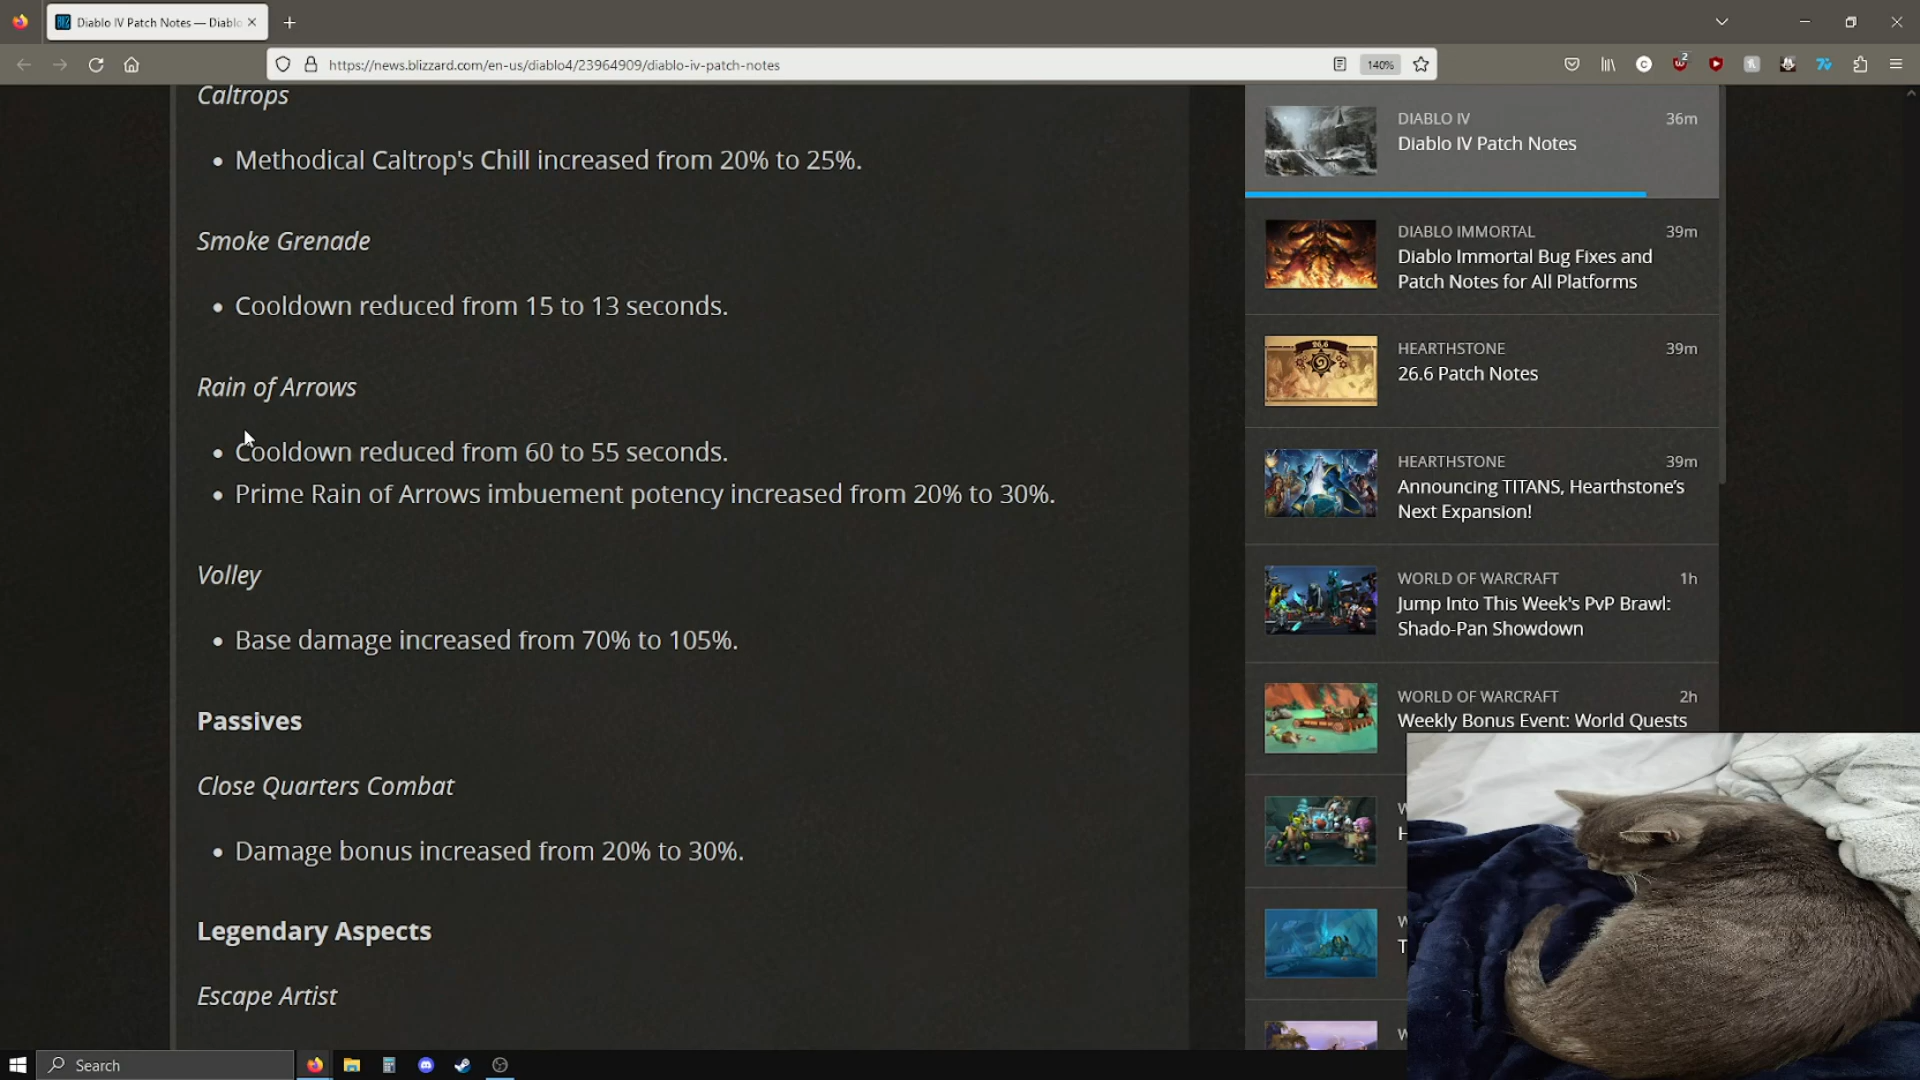 Diablo IV Patch Notes — Diablo
https://news.blizzard.com/en-us/diablo4/23964909/diablo-iv-patch-notes
140%
2
Caltrops
• Methodical Caltrop's Chill increased from 20% to 25%.
Smoke Grenade
• Cooldown reduced from 15 to 13 seconds.
Rain of Arrows
• Cooldown reduced from 60 to 55 seconds.
• Prime Rain of Arrows imbuement potency increased from 20% to 30%.
Volley
• Base damage increased from 70% to 105%.
Passives
Close Quarters Combat
• Damage bonus increased from 20% to 30%.
Legendary Aspects
Escape Artist
DIABLO IV 36m
Diablo IV Patch Notes
DIABLO IMMORTAL 39m
Diablo Immortal Bug Fixes and
Patch Notes for All Platforms
HEARTHSTONE 39m
26.6 Patch Notes
26.6
HEARTHSTONE 39m
Announcing TITANS, Hearthstone's
Next Expansion!
WORLD OF WARCRAFT 1h
Jump Into This Week's PvP Brawl:
Shado-Pan Showdown
WORLD OF WARCRAFT 2h
Weekly Bonus Event: World Quests
W
H
W
T
W
Search